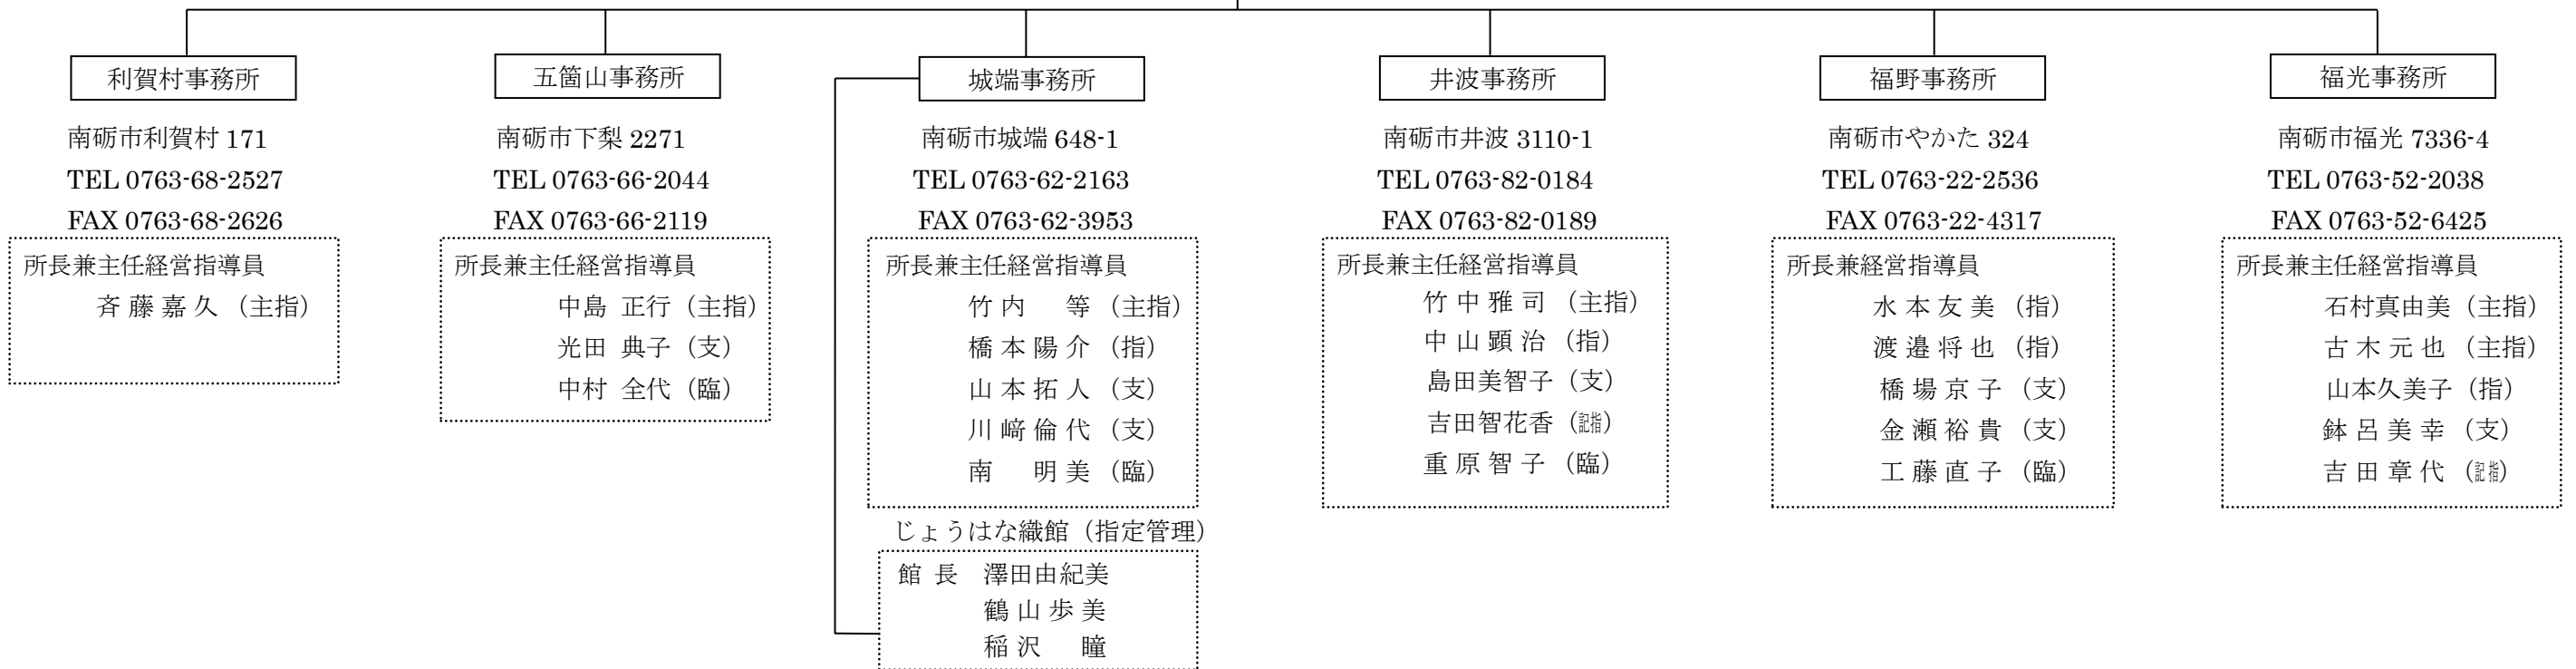 利賀村事務所
南砺市利賀村 171
TEL 0763-68-2527
FAX 0763-68-2626
所長兼主任経営指導員
斉藤嘉久（主指）
五箇山事務所
南砺市下梨 2271
TEL 0763-66-2044
FAX 0763-66-2119
所長兼主任経営指導員
中島 正行（主指）
光田 典子（支）
中村 全代（臨）
城端事務所
南砺市城端 648-1
TEL 0763-62-2163
FAX 0763-62-3953
所長兼主任経営指導員
竹内　等（主指）
橋本陽介（指）
山本拓人（支）
川﨑倫代（支）
南　明美（臨）
じょうはな織館（指定管理）
館 長　澤田由紀美
鶴山歩美
稲沢　瞳
井波事務所
南砺市井波 3110-1
TEL 0763-82-0184
FAX 0763-82-0189
所長兼主任経営指導員
竹中雅司（主指）
中山顕治（指）
島田美智子（支）
吉田智花香（記指）
重原智子（臨）
福野事務所
南砺市やかた 324
TEL 0763-22-2536
FAX 0763-22-4317
所長兼経営指導員
水本友美（指）
渡邉将也（指）
橋場京子（支）
金瀬裕貴（支）
工藤直子（臨）
福光事務所
南砺市福光 7336-4
TEL 0763-52-2038
FAX 0763-52-6425
所長兼主任経営指導員
石村真由美（主指）
古木元也（主指）
山本久美子（指）
鉢呂美幸（支）
吉田章代（記指）